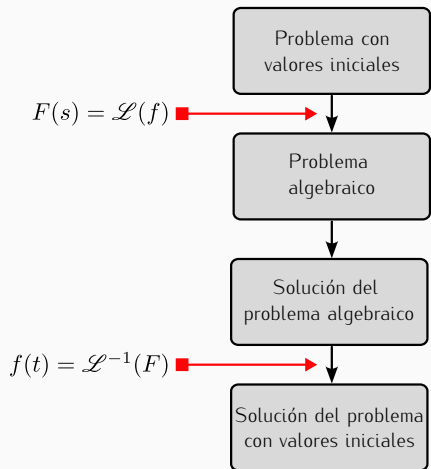 Problema con
valores iniciales
F(s) = ℒ(f)
Problema
algebraico
Solución del
problema algebraico
f(t) = ℒ⁻¹(F)
Solución del problema
con valores iniciales